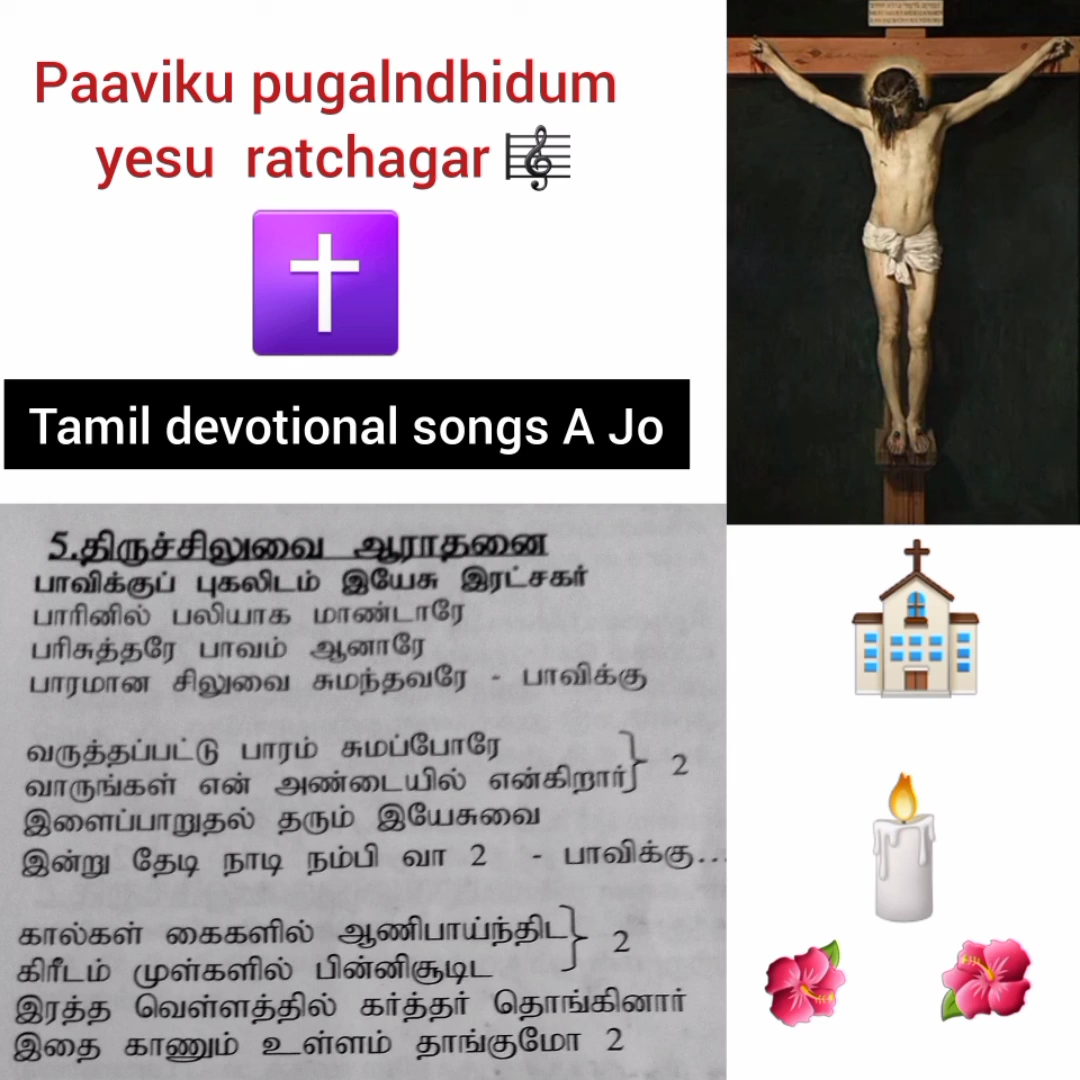 Paaviku pugalndhidum
yesu ratchagar
Tamil devotional songs A Jo
5.திருச்சிலுவை ஆராதனை
பாவிக்குப் புகலிடம் இயேசு இரட்சகர்
பாரினில் பலியாக மாண்டாரே
பரிசுத்தரே பாவம் ஆனாரே
பாரமான சிலுவை சுமந்தவரே - பாவிக்கு
வருத்தப்பட்டு பாரம் சுமப்போரே
வாருங்கள் என் அண்டையில் என்கிறார் } 2
இளைப்பாறுதல் தரும் இயேசுவை
இன்று தேடி நாடி நம்பி வா 2 - பாவிக்கு...
கால்கள் கைகளில் ஆணிபாய்ந்திட
கிரீடம் முள்களில் பின்னிசூடிட } 2
இரத்த வெள்ளத்தில் கர்த்தர் தொங்கினார்
இதை காணும் உள்ளம் தாங்குமோ 2